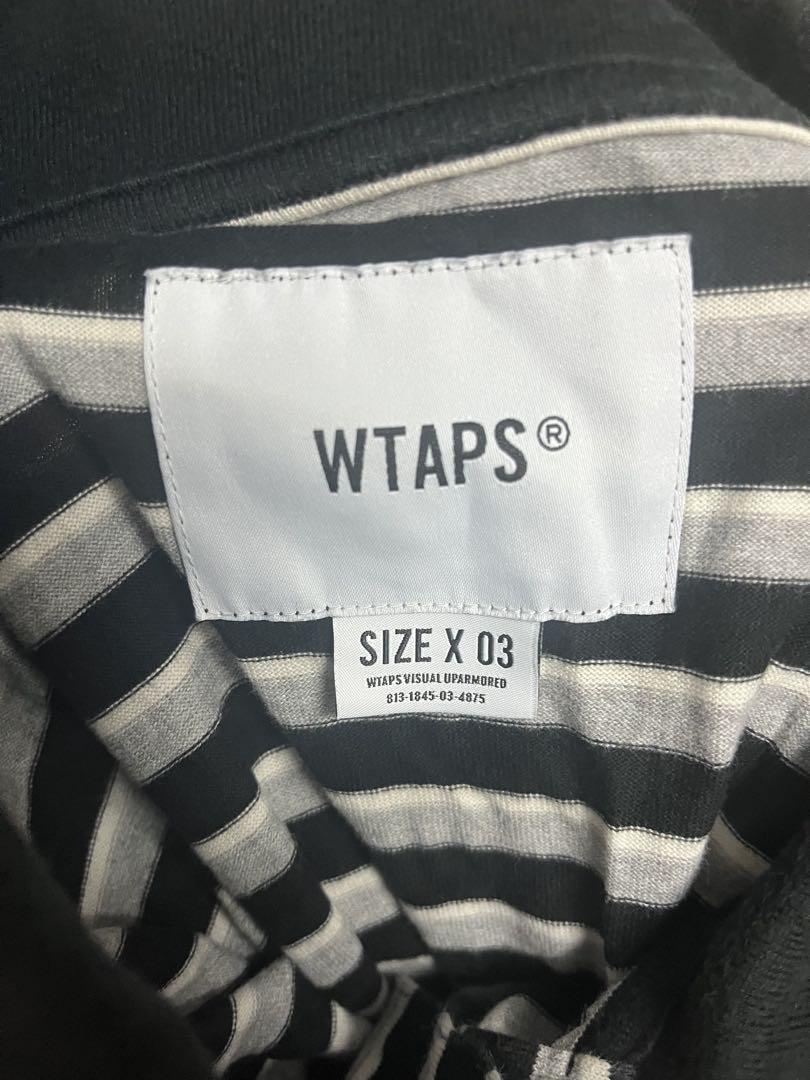 WTAPS®
SIZE X 03
WTAPS VISUAL UPARMORED
813-1845-03-4875